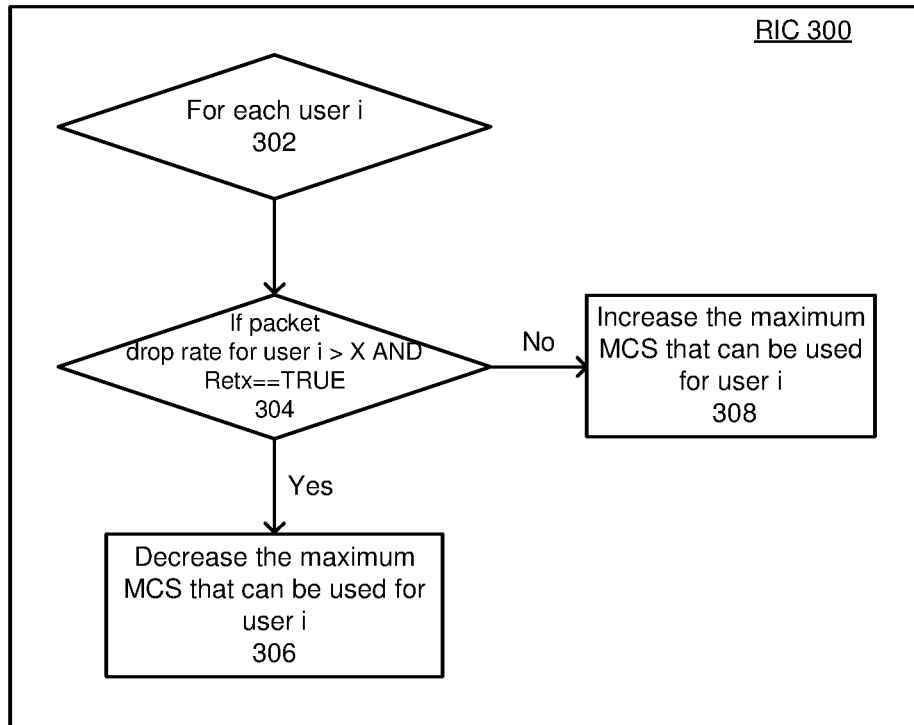 RIC 300
For each user i
302
If packet
drop rate for user i > X AND
Retx==TRUE
304
No
Increase the maximum
MCS that can be used
for user i
308
Yes
Decrease the maximum
MCS that can be used for
user i
306